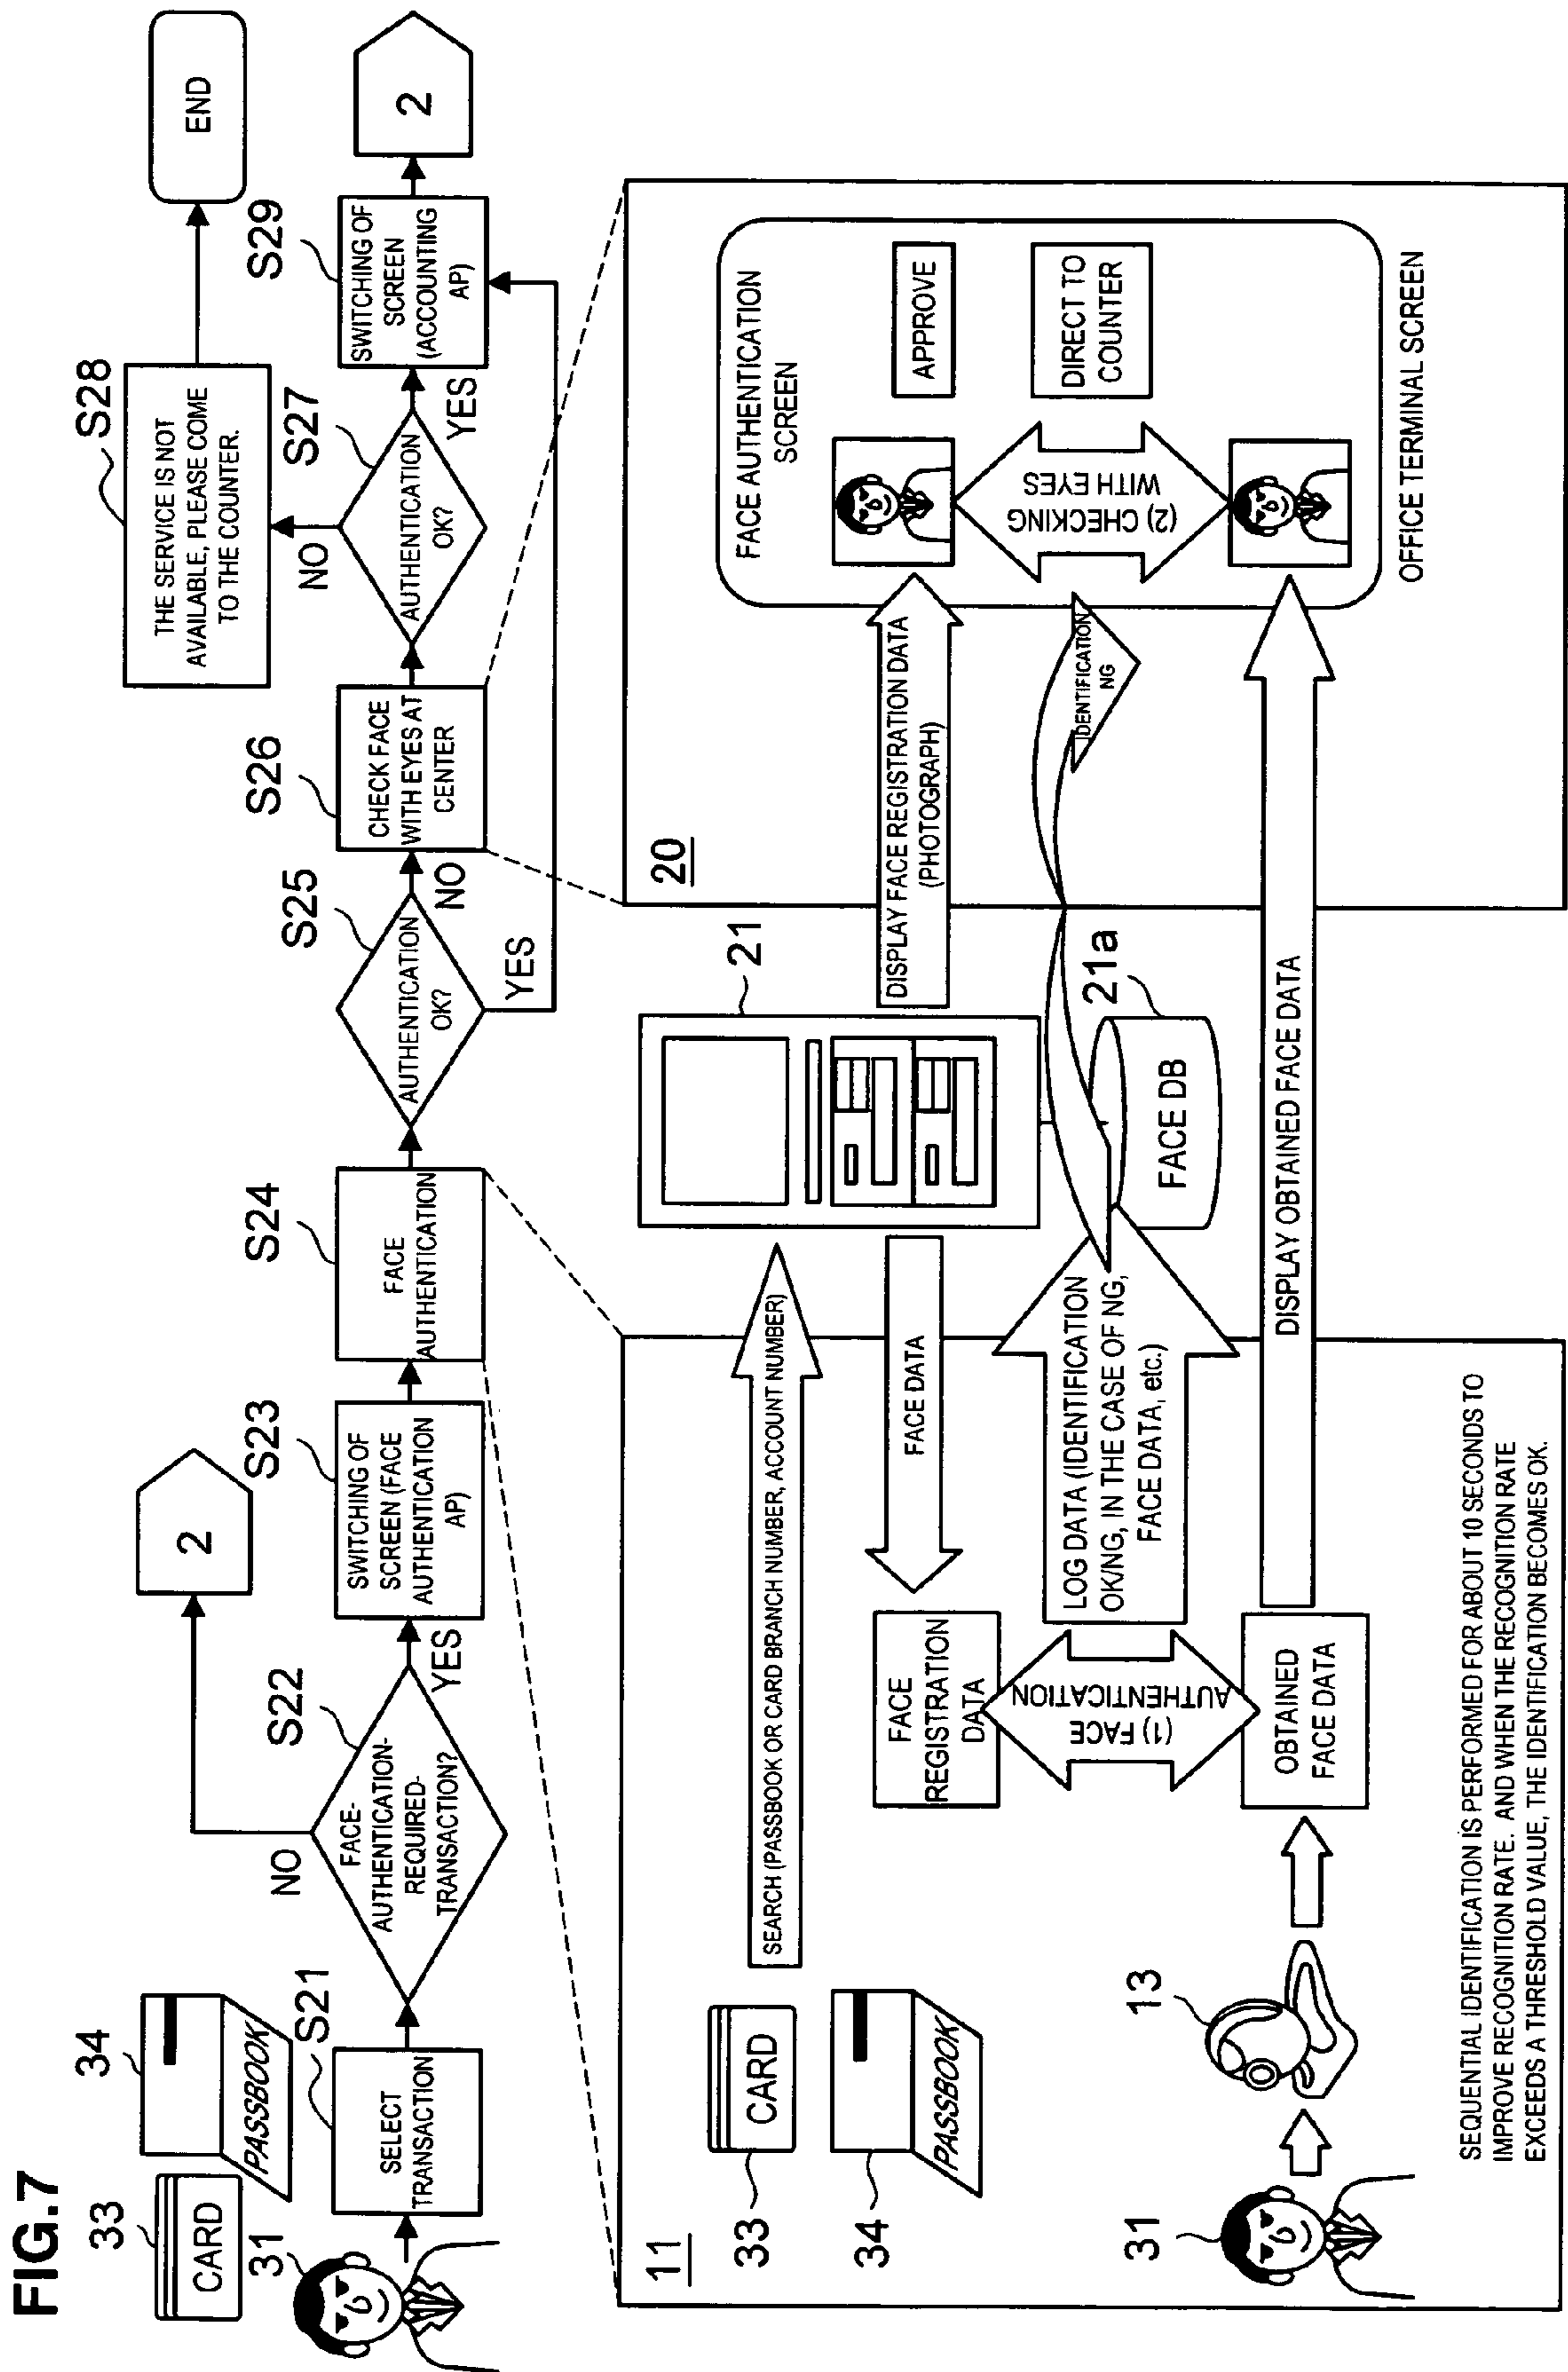 FIG.7
33
CARD
34
PASSBOOK
31
S21
SELECT
TRANSACTION
S22
FACE-
AUTHENTICATION-
REQUIRED-
TRANSACTION?
NO
YES
2
S23
SWITCHING OF
SCREEN (FACE
AUTHENTICATION
AP)
S24
FACE
AUTHENTICATION
S25
AUTHENTICATION
OK?
NO
YES
S26
CHECK FACE
WITH EYES AT
CENTER
S27
AUTHENTICATION
OK?
NO
YES
S28
THE SERVICE IS NOT
AVAILABLE, PLEASE COME
TO THE COUNTER.
END
S29
SWITCHING OF
SCREEN
(ACCOUNTING
AP)
2
11
33
CARD
34
PASSBOOK
31
13
SEARCH (PASSBOOK OR CARD BRANCH NUMBER, ACCOUNT NUMBER)
FACE DATA
FACE
REGISTRATION
DATA
(1) FACE
AUTHENTICATION
OBTAINED
FACE DATA
LOG DATA (IDENTIFICATION
OK/NG, IN THE CASE OF NG,
FACE DATA, etc.)
SEQUENTIAL IDENTIFICATION IS PERFORMED FOR ABOUT 10 SECONDS TO
IMPROVE RECOGNITION RATE. AND WHEN THE RECOGNITION RATE
EXCEEDS A THRESHOLD VALUE, THE IDENTIFICATION BECOMES OK.
21
21a
FACE DB
DISPLAY FACE REGISTRATION DATA
(PHOTOGRAPH)
IDENTIFICATION
NG
DISPLAY OBTAINED FACE DATA
20
FACE AUTHENTICATION
SCREEN
(2) CHECKING
WITH EYES
APPROVE
DIRECT TO
COUNTER
OFFICE TERMINAL SCREEN